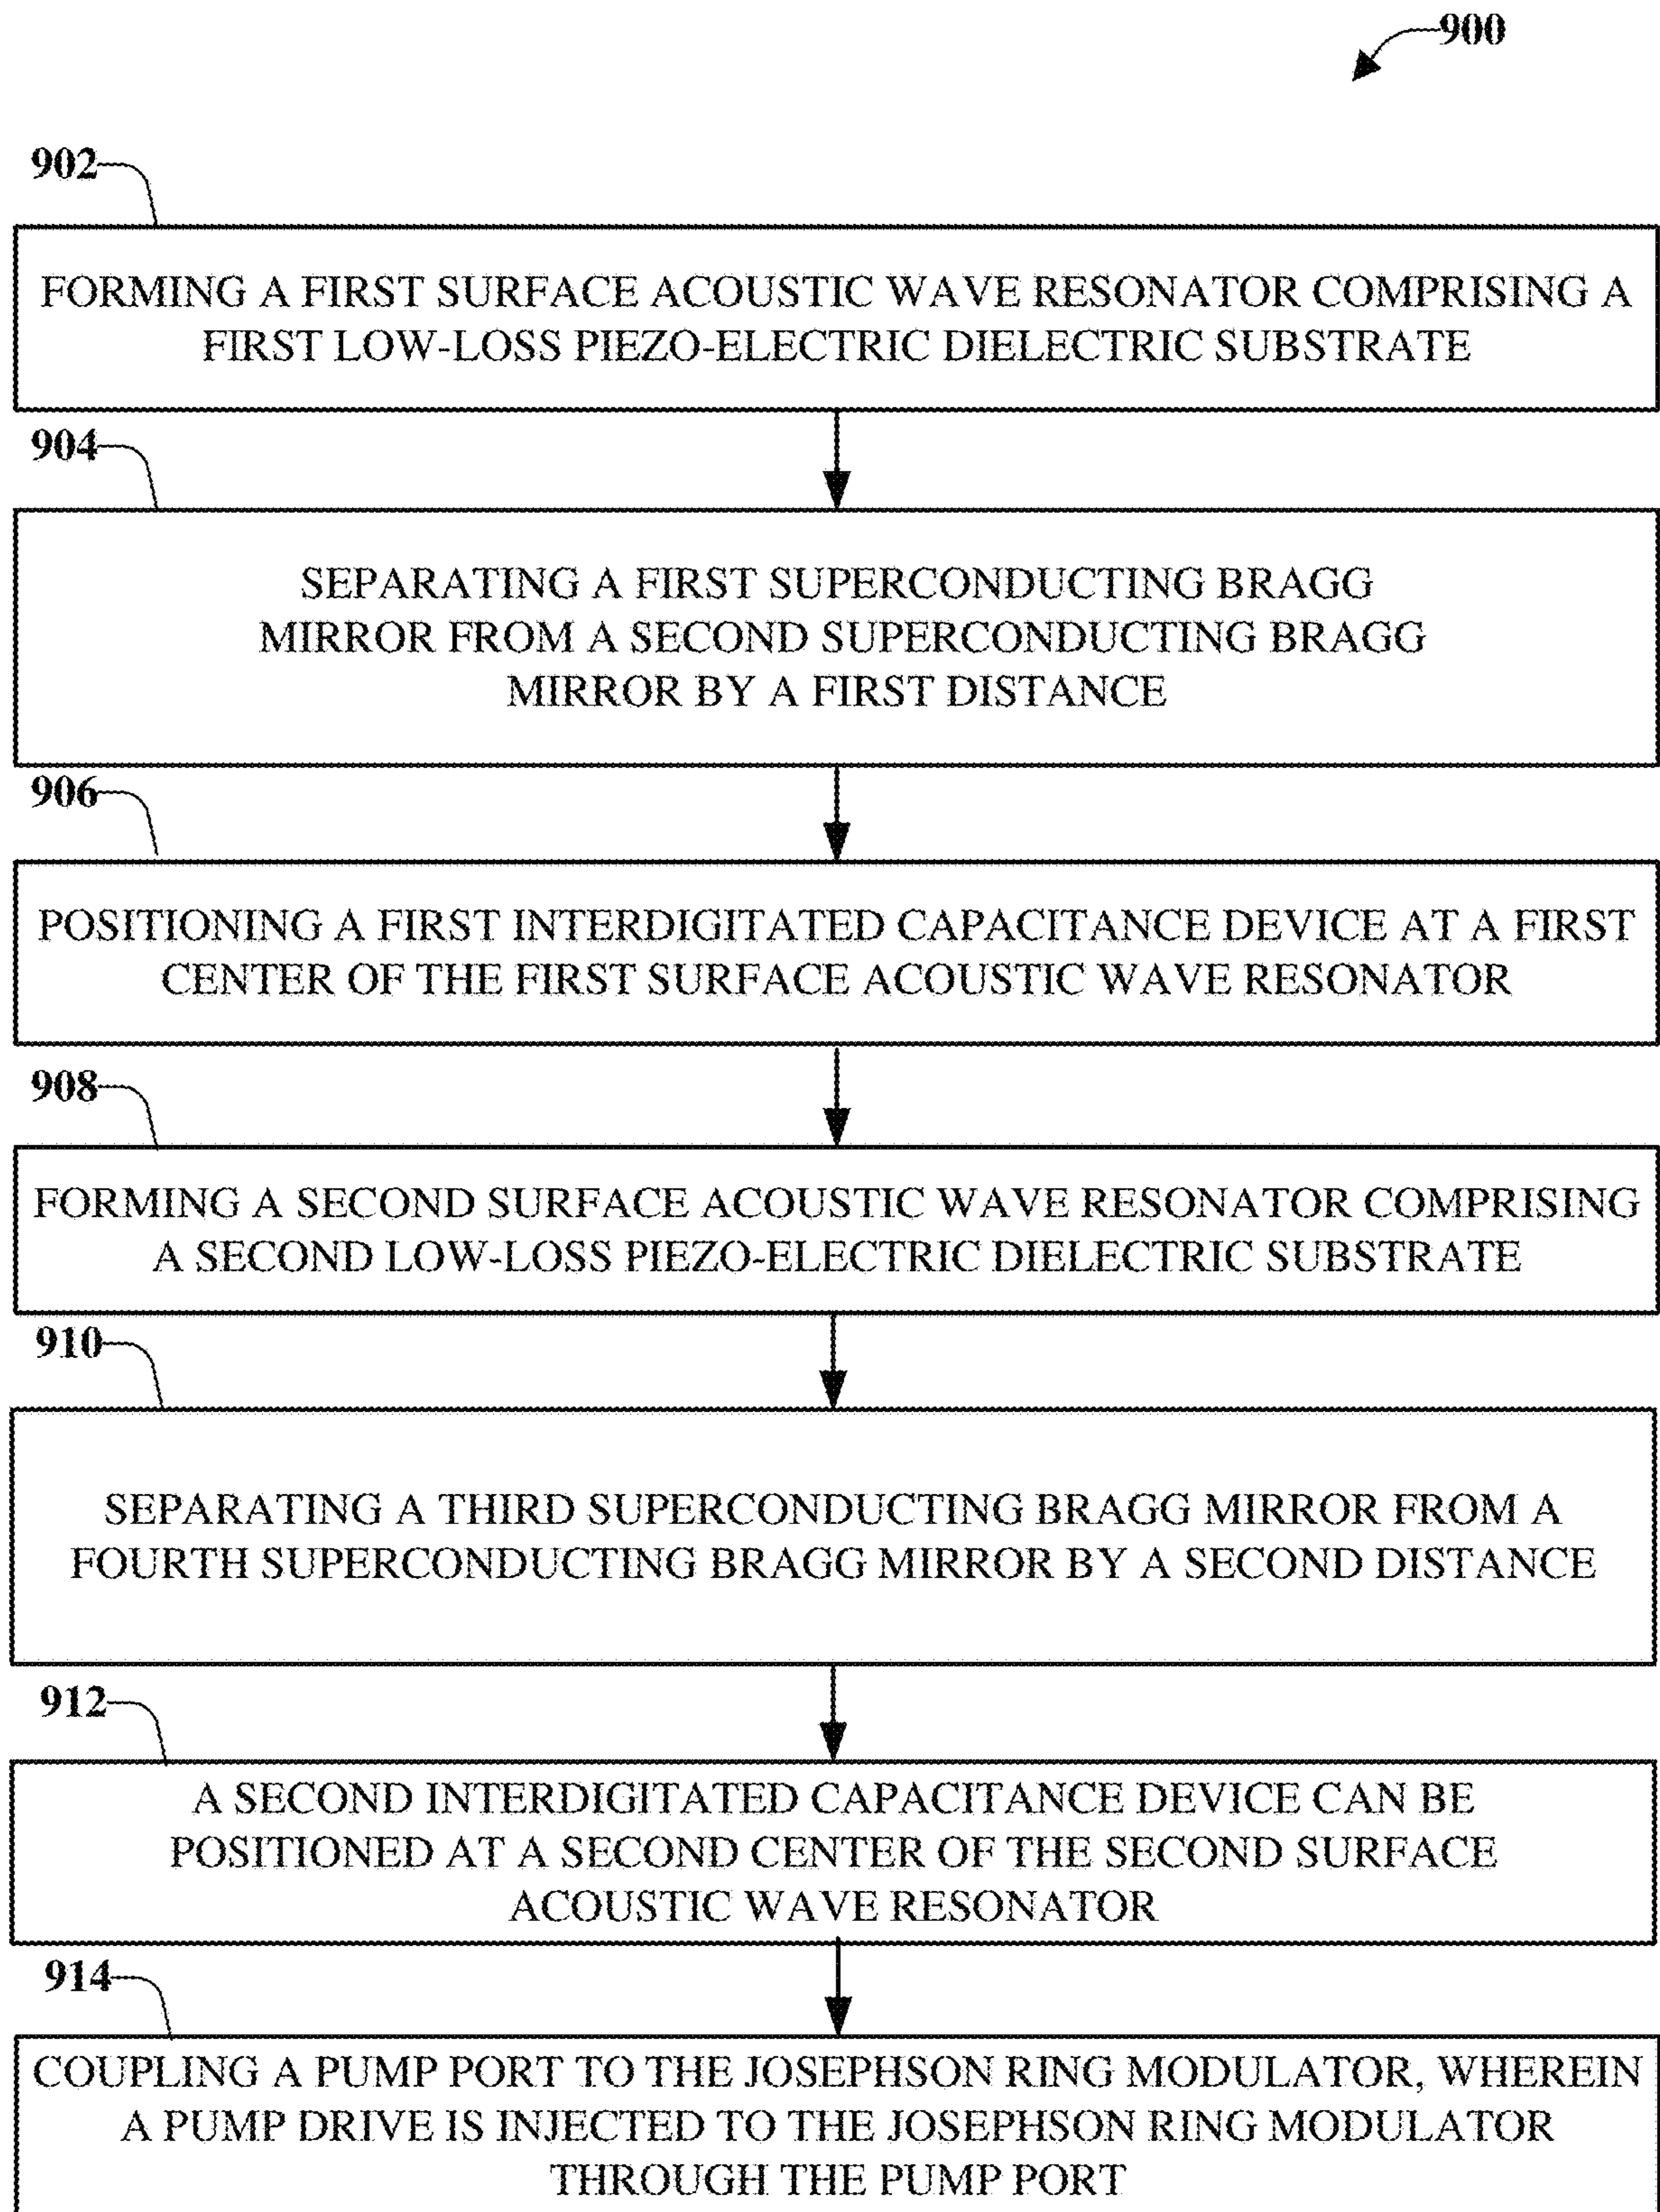 900
902
FORMING A FIRST SURFACE ACOUSTIC WAVE RESONATOR COMPRISING A
FIRST LOW-LOSS PIEZO-ELECTRIC DIELECTRIC SUBSTRATE
904
SEPARATING A FIRST SUPERCONDUCTING BRAGG
MIRROR FROM A SECOND SUPERCONDUCTING BRAGG
MIRROR BY A FIRST DISTANCE
906
POSITIONING A FIRST INTERDIGITATED CAPACITANCE DEVICE AT A FIRST
CENTER OF THE FIRST SURFACE ACOUSTIC WAVE RESONATOR
908
FORMING A SECOND SURFACE ACOUSTIC WAVE RESONATOR COMPRISING
A SECOND LOW-LOSS PIEZO-ELECTRIC DIELECTRIC SUBSTRATE
910
SEPARATING A THIRD SUPERCONDUCTING BRAGG MIRROR FROM A
FOURTH SUPERCONDUCTING BRAGG MIRROR BY A SECOND DISTANCE
912
A SECOND INTERDIGITATED CAPACITANCE DEVICE CAN BE
POSITIONED AT A SECOND CENTER OF THE SECOND SURFACE
ACOUSTIC WAVE RESONATOR
914
COUPLING A PUMP PORT TO THE JOSEPHSON RING MODULATOR, WHEREIN
A PUMP DRIVE IS INJECTED TO THE JOSEPHSON RING MODULATOR
THROUGH THE PUMP PORT